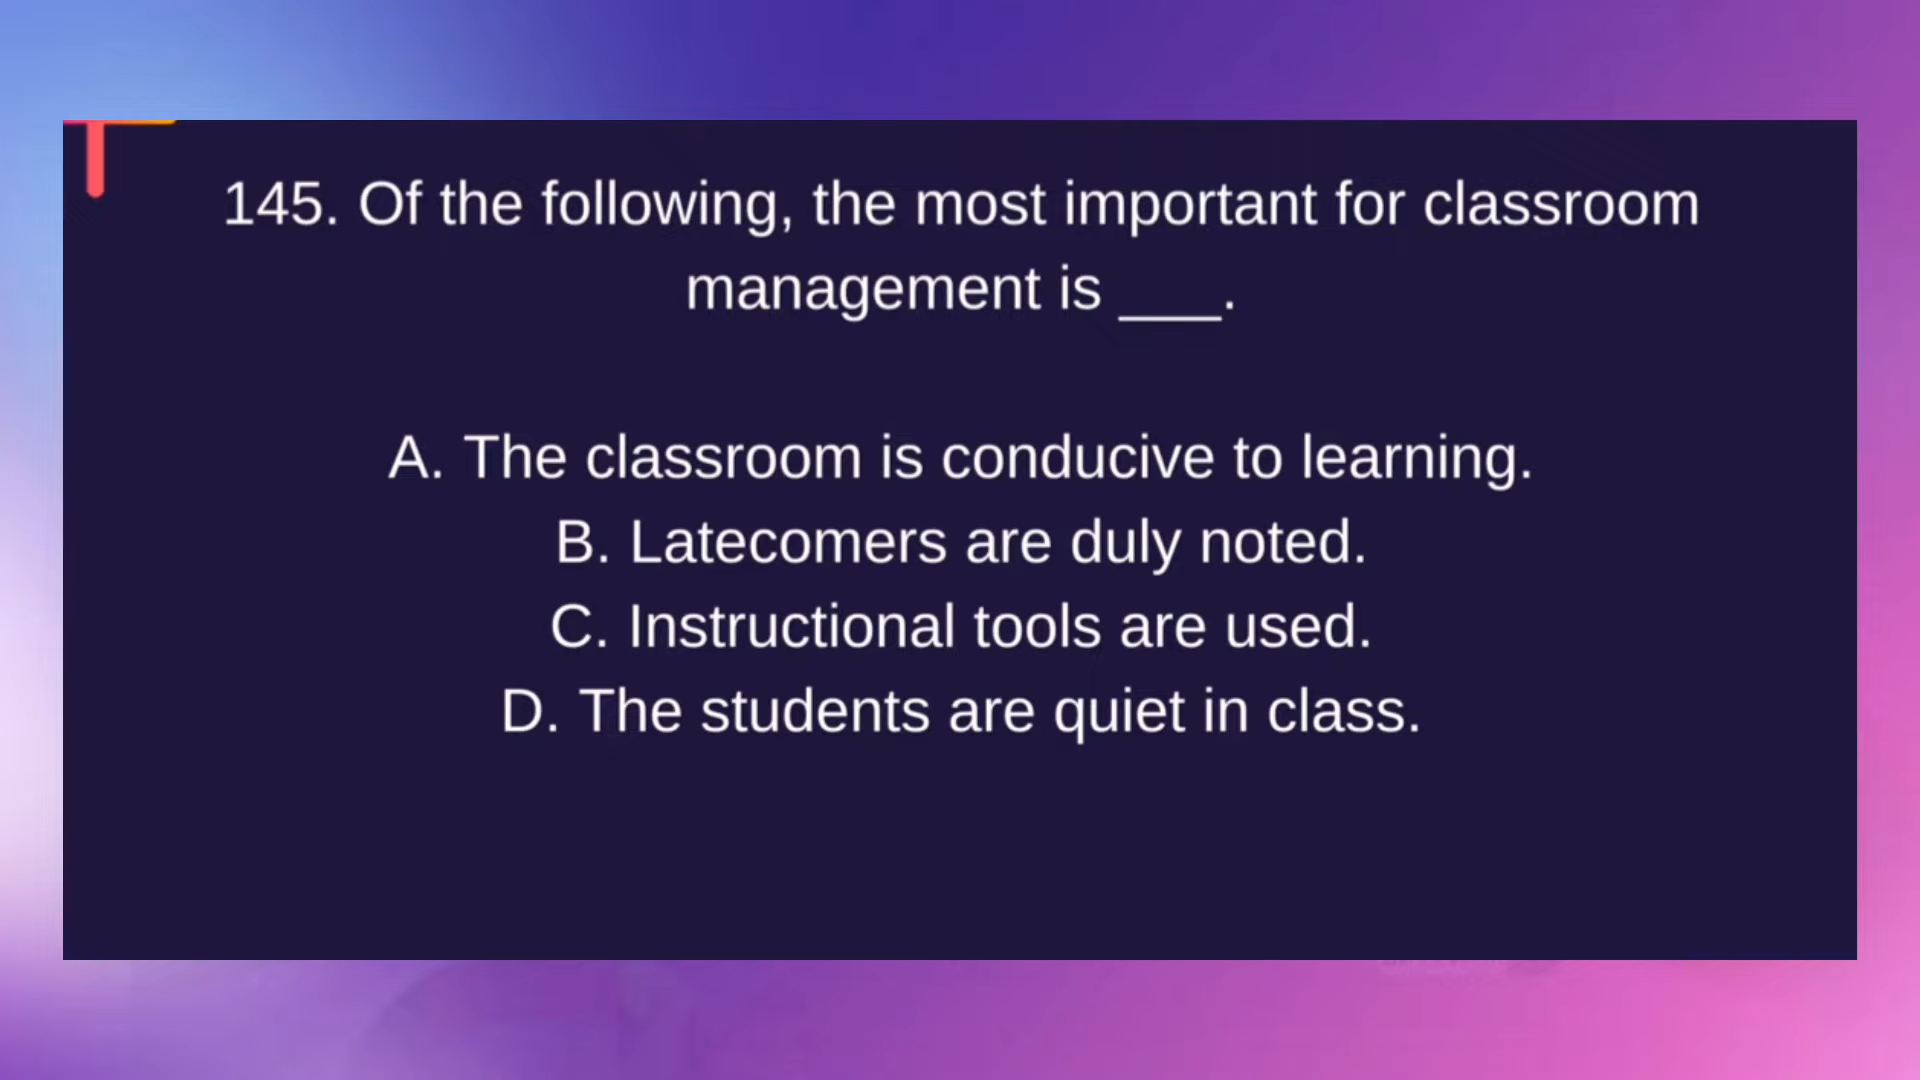 145. Of the following, the most important for classroom
management is ___.
A. The classroom is conducive to learning.
B. Latecomers are duly noted.
C. Instructional tools are used.
D. The students are quiet in class.